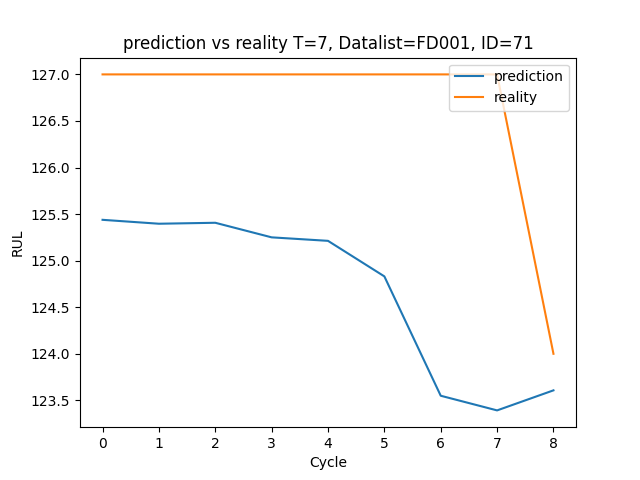 prediction vs reality T=7, Datalist=FD001, ID=71
127.0
126.5
126.0
125.5
125.0
124.5
124.0
123.5
RUL
prediction
reality
0 1 2 3 4 5 6 7 8
Cycle